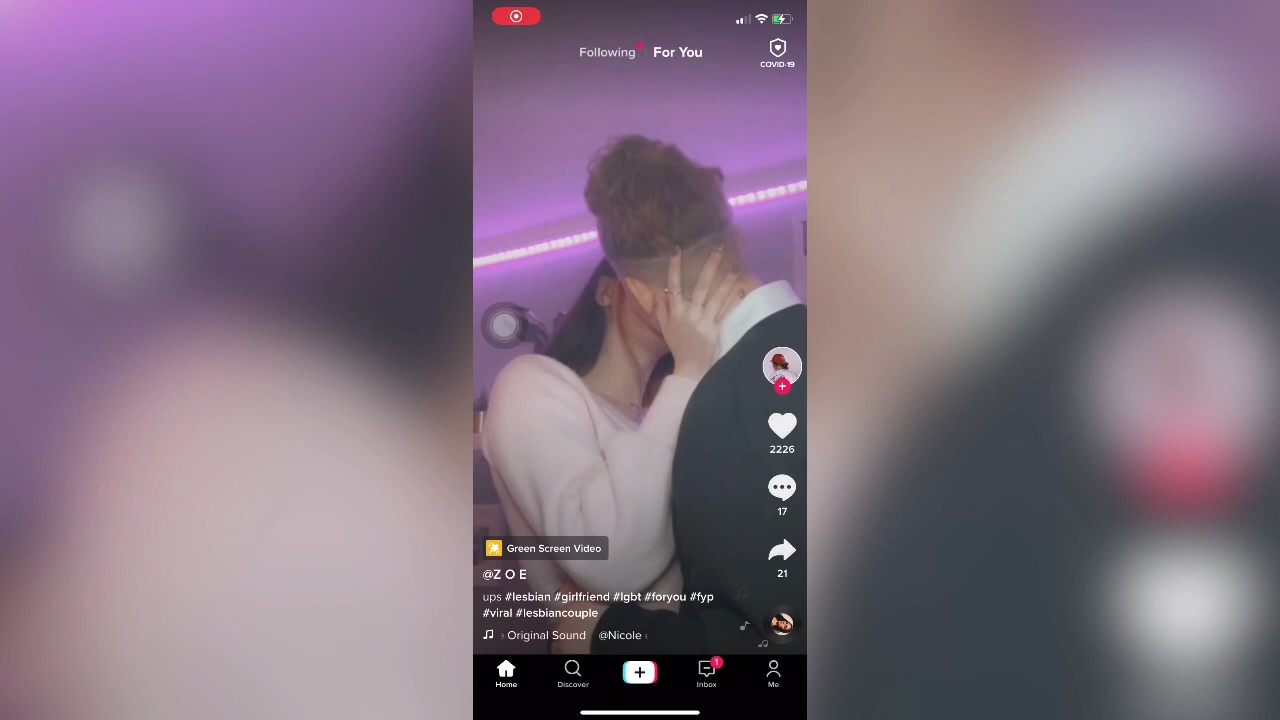 Following For You
COVID-19
2226
17
Green Screen Video
@Z O E
21
ups #lesbian #girlfriend #lgbt #foryou #fyp
#viral #lesbiancouple
Original Sound @Nicole
1
Home Discover Inbox Me